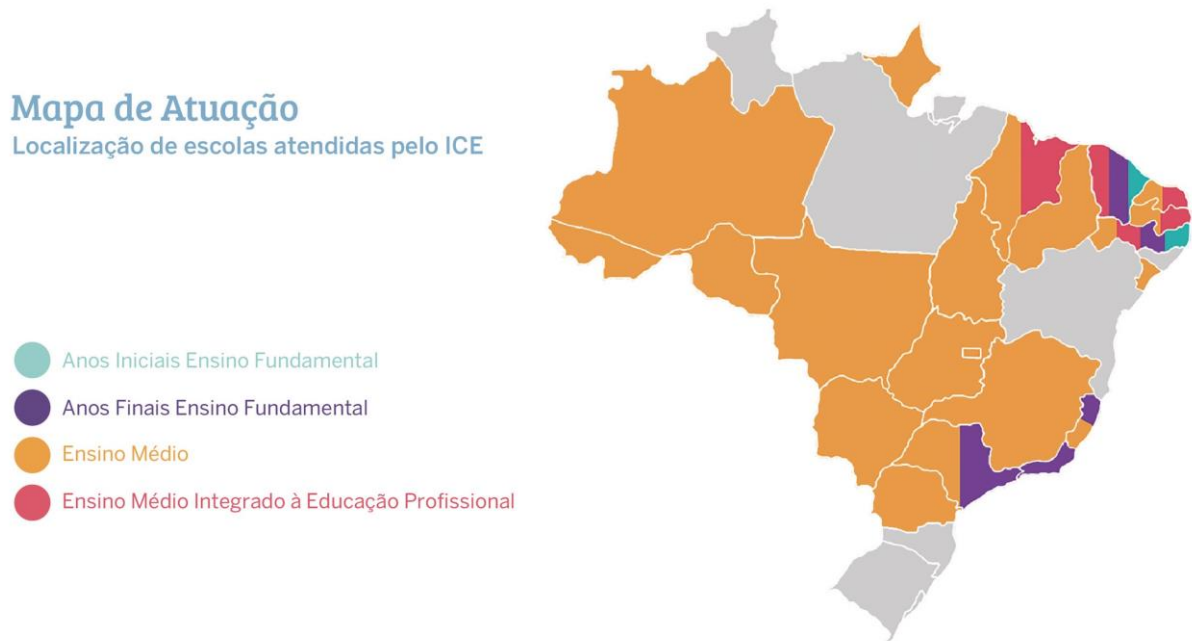 Mapa de Atuação
Localização de escolas atendidas pelo ICE
Anos Iniciais Ensino Fundamental
Anos Finais Ensino Fundamental
Ensino Médio
Ensino Médio Integrado à Educação Profissional